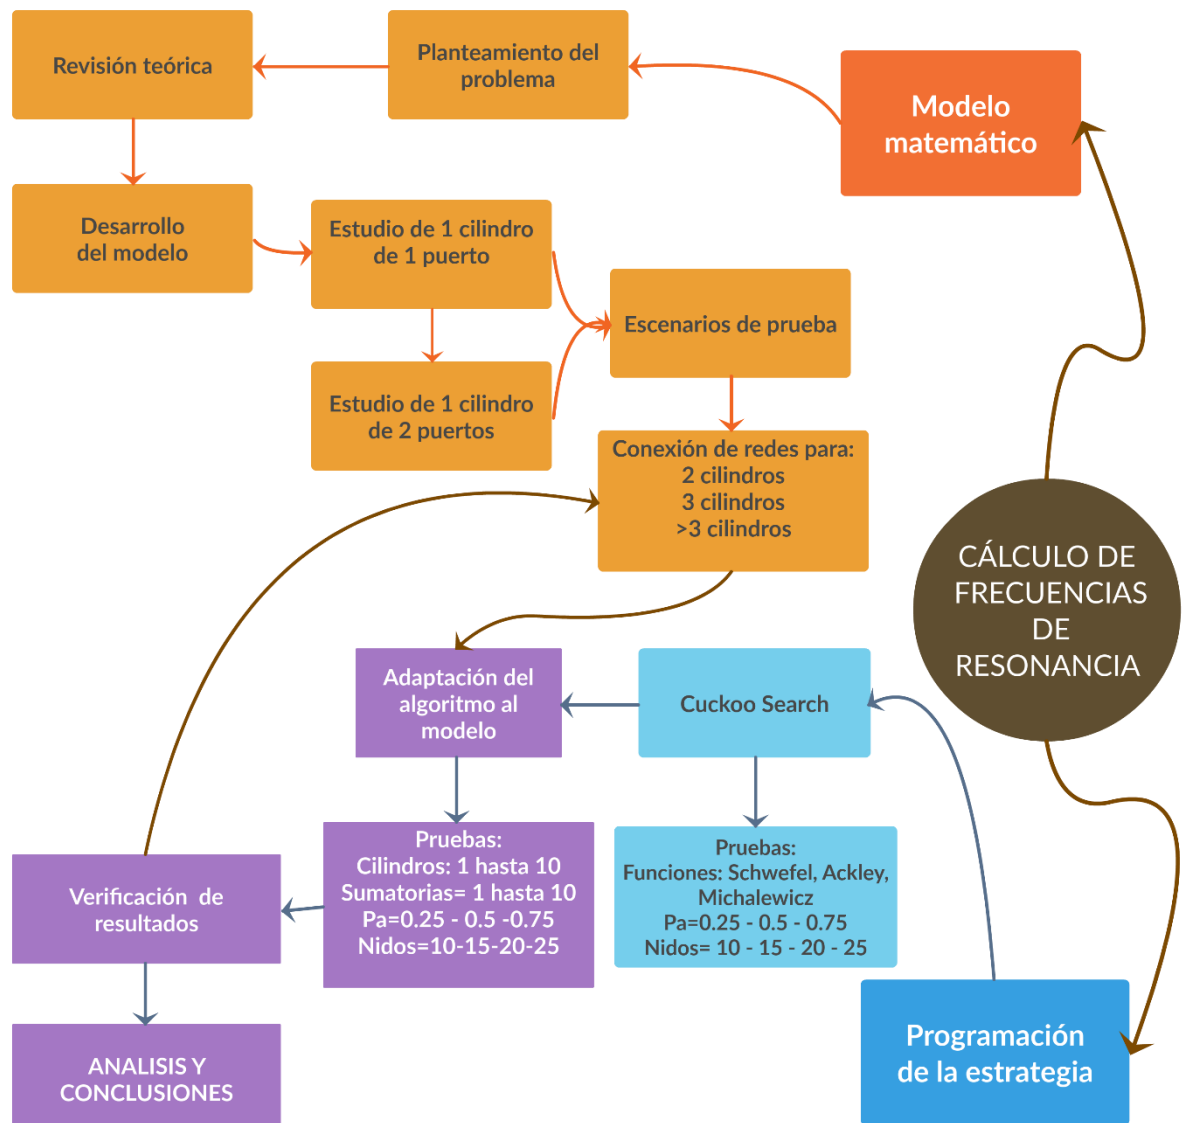 Revisión teórica
Planteamiento del
problema
Modelo
matemático
Desarrollo
del modelo
Estudio de 1 cilindro
de 1 puerto
Escenarios de prueba
Estudio de 1 cilindro
de 2 puertos
Conexión de redes para:
2 cilindros
3 cilindros
>3 cilindros
CÁLCULO DE
FRECUENCIAS
DE
RESONANCIA
Adaptación del
algoritmo al
modelo
Cuckoo Search
Pruebas:
Cilindros: 1 hasta 10
Sumatorias= 1 hasta 10
Pa=0.25 - 0.5 -0.75
Nidos=10-15-20-25
Pruebas:
Funciones: Schwefel, Ackley,
Michalewicz
Pa=0.25 - 0.5 - 0.75
Nidos= 10 - 15 - 20 - 25
Verificación de
resultados
Programación
de la estrategia
ANALISIS Y
CONCLUSIONES